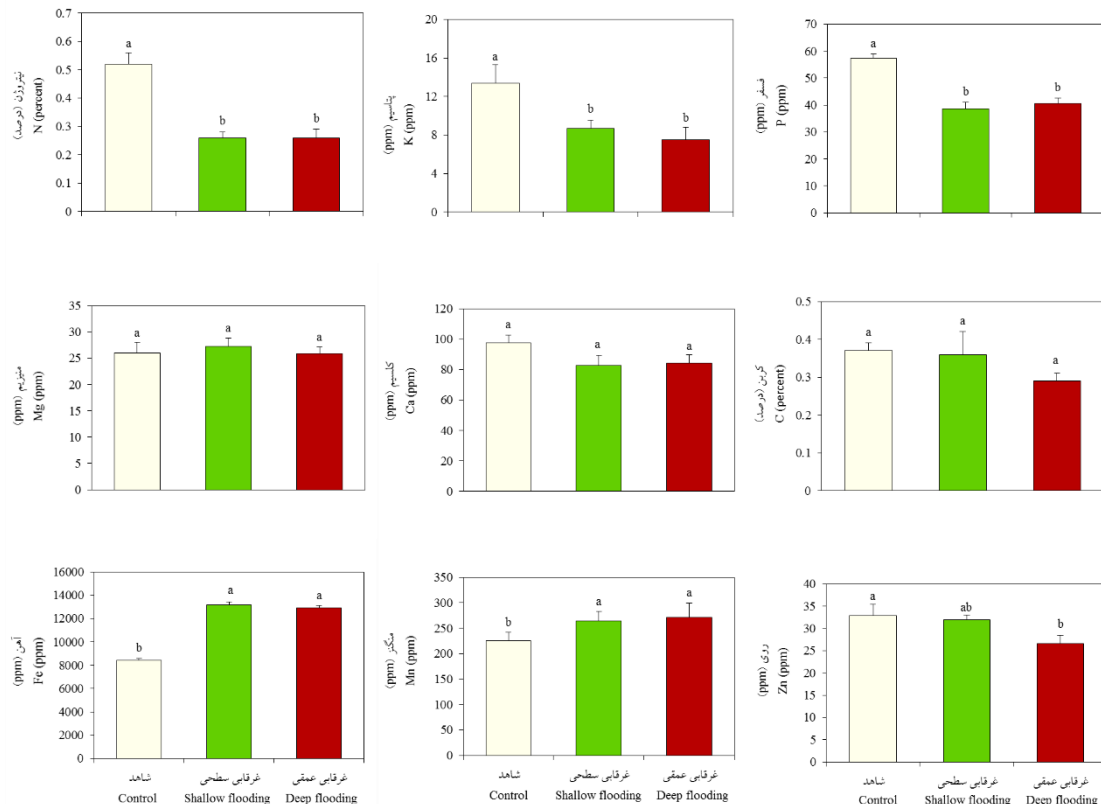 نیتروژن (درصد)
N (percent)
0.7
0.6
0.5
0.4
0.3
0.2
0.1
0
a
b
b
پتاسیم (ppm)
K (ppm)
20
16
12
8
4
0
a
b
b
فسفر (ppm)
P (ppm)
70
60
50
40
30
20
10
0
a
b
b
منیزیم (ppm)
Mg (ppm)
35
30
25
20
15
10
5
0
a
a
a
کلسیم (ppm)
Ca (ppm)
120
100
80
60
40
20
0
a
a
a
کربن (درصد)
C (percent)
0.5
0.4
0.3
0.2
0.1
0
a
a
a
آهن (ppm)
Fe (ppm)
16000
14000
12000
10000
8000
6000
4000
2000
0
b
a
a
منگنز (ppm)
Mn (ppm)
350
300
250
200
150
100
50
0
b
a
a
روی (ppm)
Zn (ppm)
40
35
30
25
20
15
10
5
0
a
ab
b
شاهد غرقابی سطحی غرقابی عمقی
Control Shallow flooding Deep flooding
شاهد غرقابی سطحی غرقابی عمقی
Control Shallow flooding Deep flooding
شاهد غرقابی سطحی غرقابی عمقی
Control Shallow flooding Deep flooding